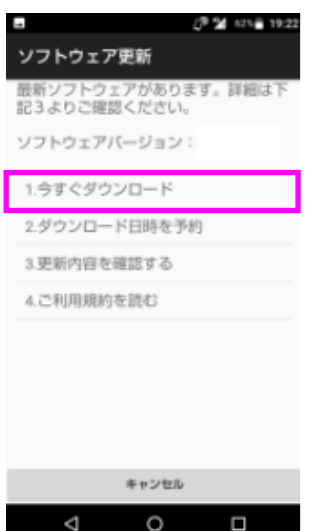 62% 19:22
ソフトウェア更新
最新ソフトウェアがあります。詳細は下
記3よりご確認ください。
ソフトウェアバージョン：
1.今すぐダウンロード
2.ダウンロード日時を予約
3.更新内容を確認する
4.ご利用規約を読む
キャンセル